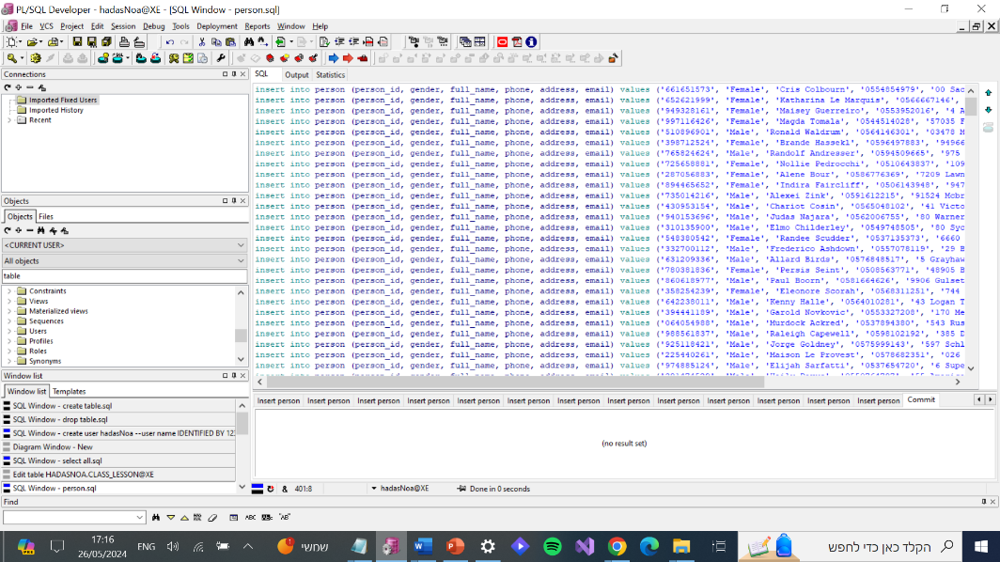 PL/SQL Developer - hadasNoa@XE - [SQL Window - person.sql]
File VCS Project Edit Session Debug Tools Deployment Reports Window Help
Connections
Imported Fixed Users
Imported History
Recent
Objects
Objects Files
<CURRENT USER>
All objects
table
Constraints
Views
Materialized views
Sequences
Users
Profiles
Roles
Synonyms
Window list
Window list Templates
SQL Window - create table.sql
SQL Window - drop table.sql
SQL Window - create user hadasNoa --user name IDENTIFIED BY 12
Diagram Window - New
SQL Window - select all.sql
Edit table HADASNOA.CLASS_LESSON@XE
SQL Window - person.sql
SQL Output Statistics
insert into person (person_id, gender, full_name, phone, address, email) values ('661651573', 'Female', 'Cris Colbourn', '0554854979', '00 Sac
insert into person (person_id, gender, full_name, phone, address, email) values ('652621999', 'Female', 'Katharina Le Marquis', '0566667146',
insert into person (person_id, gender, full_name, phone, address, email) values ('949328161', 'Female', 'Maisey Guerreiro', '0553952016', '4 A
insert into person (person_id, gender, full_name, phone, address, email) values ('997116426', 'Female', 'Magda Tomala', '0544514028', '57035 F
insert into person (person_id, gender, full_name, phone, address, email) values ('510896901', 'Male', 'Ronald Waldrum', '0564146301', '03478 M
insert into person (person_id, gender, full_name, phone, address, email) values ('398712524', 'Female', 'Brande Hassekl', '0596497883', '94966
insert into person (person_id, gender, full_name, phone, address, email) values ('765824624', 'Male', 'Randolf Andresser', '0594509665', '975
insert into person (person_id, gender, full_name, phone, address, email) values ('725658881', 'Female', 'Nollie Pedrocchi', '0510643837', '109
insert into person (person_id, gender, full_name, phone, address, email) values ('287056883', 'Female', 'Alene Bour', '0586776369', '7209 Lawn
insert into person (person_id, gender, full_name, phone, address, email) values ('894465652', 'Female', 'Indira Faircliff', '0506143948', '947
insert into person (person_id, gender, full_name, phone, address, email) values ('735014216', 'Male', 'Alexei Zink', '0591612215', '91524 Mcbr
insert into person (person_id, gender, full_name, phone, address, email) values ('430953154', 'Male', 'Chariot Cosin', '0565048102', '41 Victo
insert into person (person_id, gender, full_name, phone, address, email) values ('940153696', 'Male', 'Judas Najara', '0562006755', '80 Warner
insert into person (person_id, gender, full_name, phone, address, email) values ('310135900', 'Male', 'Elmo Childerley', '0549748505', '80 Syc
insert into person (person_id, gender, full_name, phone, address, email) values ('548380542', 'Female', 'Randee Scudder', '0537135373', '6660
insert into person (person_id, gender, full_name, phone, address, email) values ('332700112', 'Male', 'Frederico Ashdown', '0557078119', '29 B
insert into person (person_id, gender, full_name, phone, address, email) values ('631209336', 'Male', 'Allard Birds', '0576848517', '5 Grayhaw
insert into person (person_id, gender, full_name, phone, address, email) values ('780381836', 'Female', 'Persis Seint', '0508563771', '48905 B
insert into person (person_id, gender, full_name, phone, address, email) values ('860618977', 'Male', 'Paul Boorn', '0581664626', '9906 Gulset
insert into person (person_id, gender, full_name, phone, address, email) values ('358254239', 'Female', 'Eleonore Scorah', '0568311251', '744
insert into person (person_id, gender, full_name, phone, address, email) values ('642238011', 'Male', 'Kenny Halle', '0564010281', '43 Logan T
insert into person (person_id, gender, full_name, phone, address, email) values ('394441189', 'Male', 'Garold Novkovic', '0553327208', '170 Me
insert into person (person_id, gender, full_name, phone, address, email) values ('064054988', 'Male', 'Murdock Ackred', '0537894380', '543 Rus
insert into person (person_id, gender, full_name, phone, address, email) values ('988561837', 'Male', 'Raleigh Capewell', '0598102192', '385 D
insert into person (person_id, gender, full_name, phone, address, email) values ('925118421', 'Male', 'Jorge Goldney', '0575999143', '597 Schl
insert into person (person_id, gender, full_name, phone, address, email) values ('225440261', 'Male', 'Maison Le Provest', '0578682351', '026
insert into person (person_id, gender, full_name, phone, address, email) values ('974885124', 'Male', 'Elijah Sarfatti', '0537654720', '6 Supe
Insert person Insert person Insert person Insert person Insert person Insert person Insert person Insert person Insert person Insert person Insert person Insert person Insert person Commit
(no result set)
& 401:8 hadasNoa@XE Done in 0 seconds
Find
ABC "AB"
17:16
26/05/2024
ENG
שמשי
הקלד כאן כדי לחפש